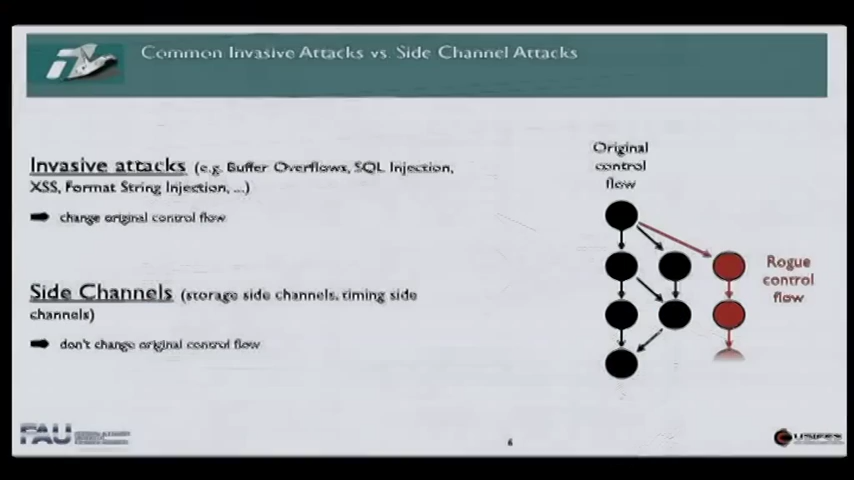 Common Invasive Attacks vs. Side Channel Attacks
Invasive attacks (e.g. Buffer Overflows, SQL Injection,
XSS, Format String Injection, ...)
change original control flow
Side Channels (storage side channels, timing side
channels)
don't change original control flow
Original
control
flow
Rogue
control
flow
FAU
6